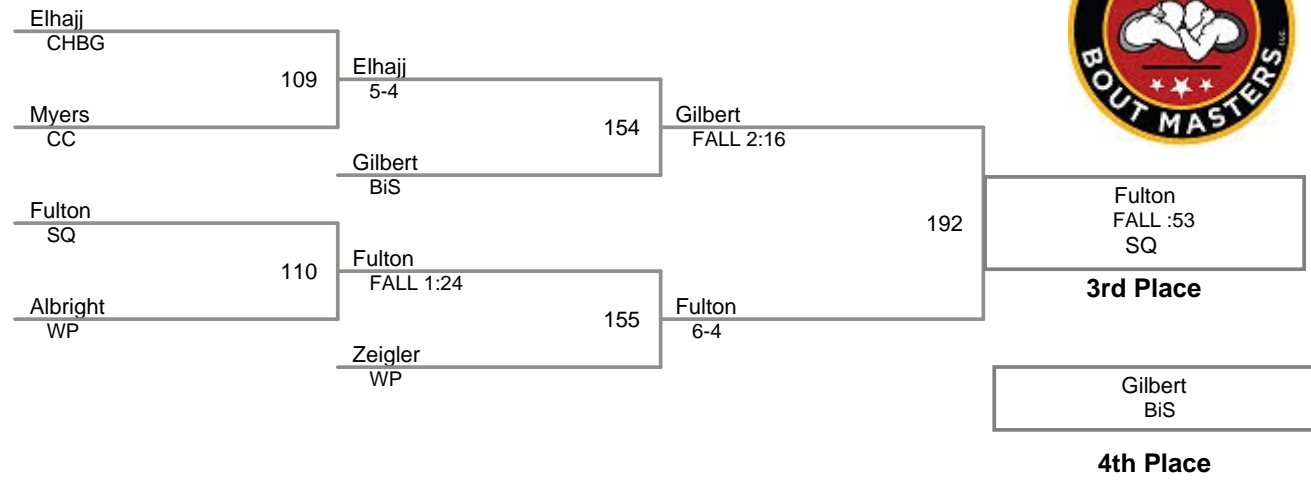 Elhajj
CHBG
109
Elhajj
5-4
Myers
CC
154
Gilbert
FALL 2:16
Gilbert
BiS
Fulton
SQ
192
Fulton
FALL :53
SQ
3rd Place
110
Fulton
FALL 1:24
Albright
WP
155
Fulton
6-4
Zeigler
WP
Gilbert
BiS
4th Place
BOUT MASTERS